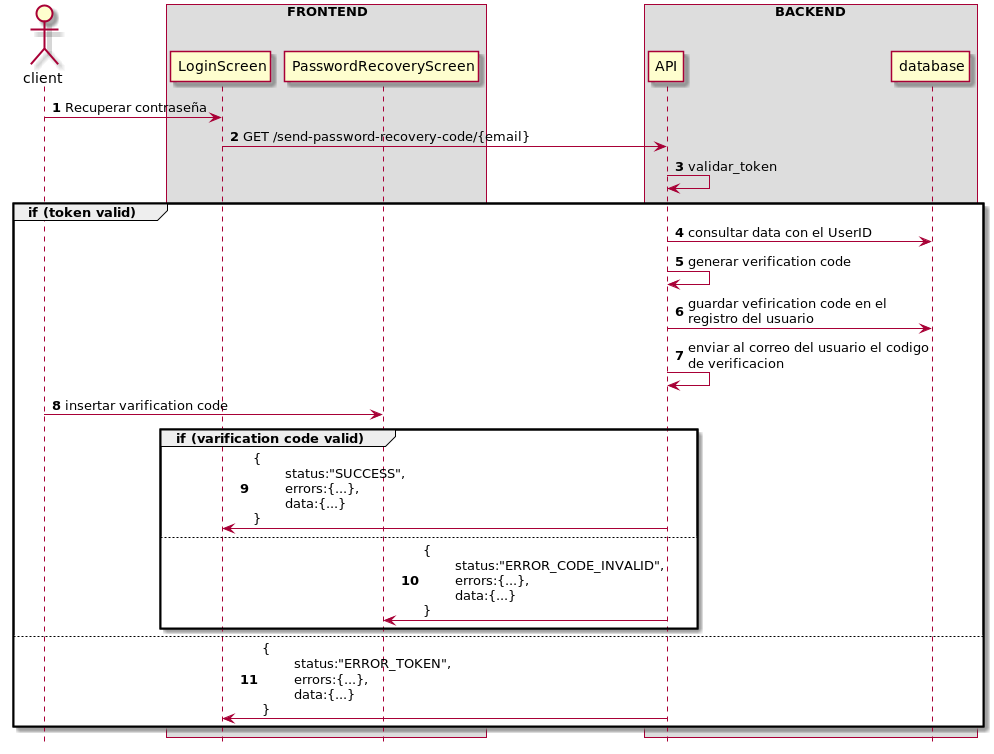 FRONTEND
BACKEND
client
LoginScreen
PasswordRecoveryScreen
API
database
1 Recuperar contraseña
2 GET /send-password-recovery-code/{email}
3 validar_token
if (token valid)
4 consultar data con el UserID
5 generar verification code
6 guardar vefirication code en el
registro del usuario
7 enviar al correo del usuario el codigo
de verificacion
8 insertar varification code
if (varification code valid)
{
status:"SUCCESS",
9 errors:{...},
data:{...}
}
{
status:"ERROR_CODE_INVALID",
10 errors:{...},
data:{...}
}
{
status:"ERROR_TOKEN",
11 errors:{...},
data:{...}
}